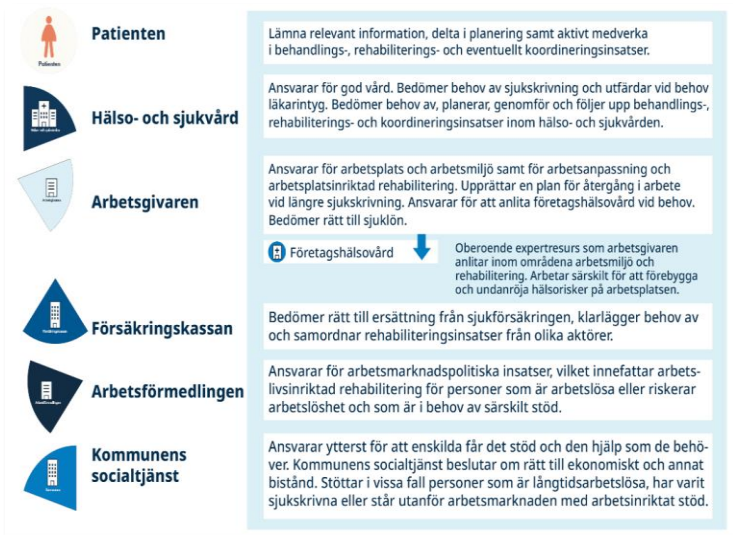 Patienten
Patienten
Lämna relevant information, delta i planering samt aktivt medverka
i behandlings-, rehabiliterings- och eventuellt koordineringsinsatser.
Hälso- och sjukvård
Ansvarar för god vård. Bedömer behov av sjukskrivning och utfärdar vid behov
läkarintyg. Bedömer behov av, planerar, genomför och följer upp behandlings-,
rehabiliterings- och koordineringsinsatser inom hälso- och sjukvården.
Arbetsgivaren
Ansvarar för arbetsplats och arbetsmiljö samt för arbetsanpassning och
arbetsplatsinriktad rehabilitering. Upprättar en plan för återgång i arbete
vid längre sjukskrivning. Ansvarar för att anlita företagshälsovård vid behov.
Bedömer rätt till sjuklön.
Företagshälsovård
Oberoende expertresurs som arbetsgivaren
anlitar inom områdena arbetsmiljö och
rehabilitering. Arbetar särskilt för att förebygga
och undanröja hälsorisker på arbetsplatsen.
Försäkringskassan
Bedömer rätt till ersättning från sjukförsäkringen, klarlägger behov av
och samordnar rehabiliteringsinsatser från olika aktörer.
Arbetsförmedlingen
Ansvarar för arbetsmarknadspolitiska insatser, vilket innefattar arbets-
livsinriktad rehabilitering för personer som är arbetslösa eller riskerar
arbetslöshet och som är i behov av särskilt stöd.
Kommunens
socialtjänst
Ansvarar ytterst för att enskilda får det stöd och den hjälp som de behö-
ver. Kommunens socialtjänst beslutar om rätt till ekonomiskt och annat
bistånd. Stöttar i vissa fall personer som är långtidsarbetslösa, har varit
sjukskrivna eller står utanför arbetsmarknaden med arbetsinriktat stöd.